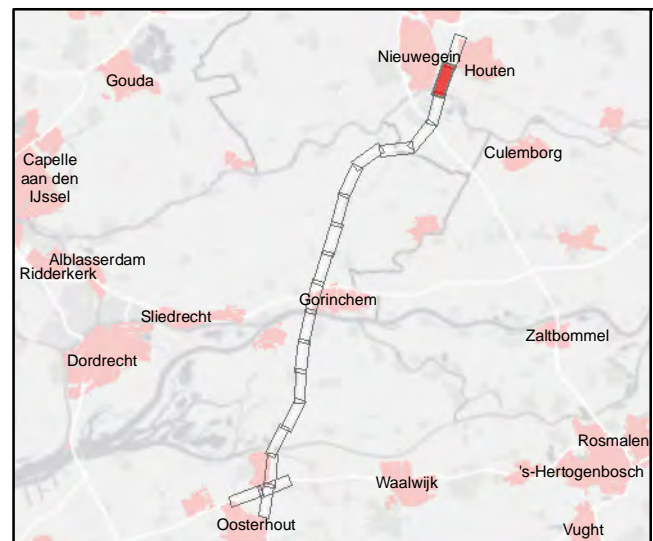 Nieuwegein
Houten
Gouda
Culemborg
Capelle
aan den
IJssel
Alblasserdam
Ridderkerk
Gorinchem
Sliedrecht
Zaltbommel
Dordrecht
Rosmalen
Waalwijk
's-Hertogenbosch
Oosterhout
Vught